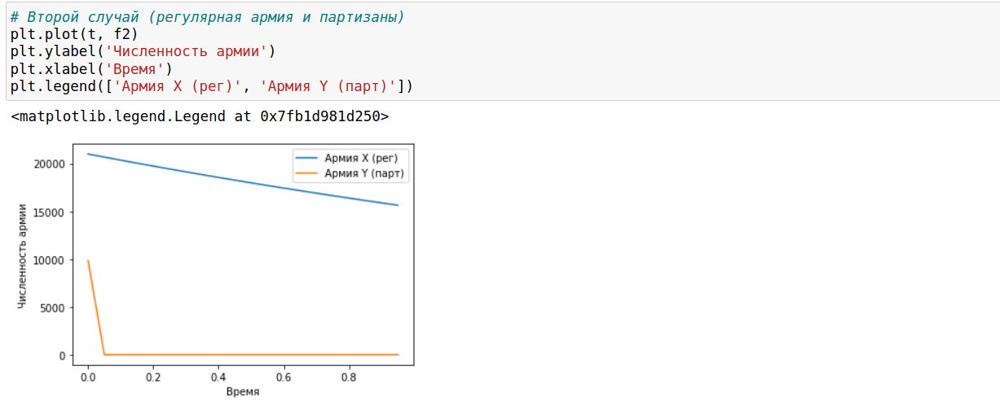 # Второй случай (регулярная армия и партизаны)
plt.plot(t, f2)
plt.ylabel('Численность армии')
plt.xlabel('Время')
plt.legend(['Армия X (рег)', 'Армия Y (парт)'])
<matplotlib.legend.Legend at 0x7fb1d981d250>
Армия X (рег)
Армия Y (парт)
20000
15000
10000
5000
0
Численность армии
0.0 0.2 0.4 0.6 0.8
Время